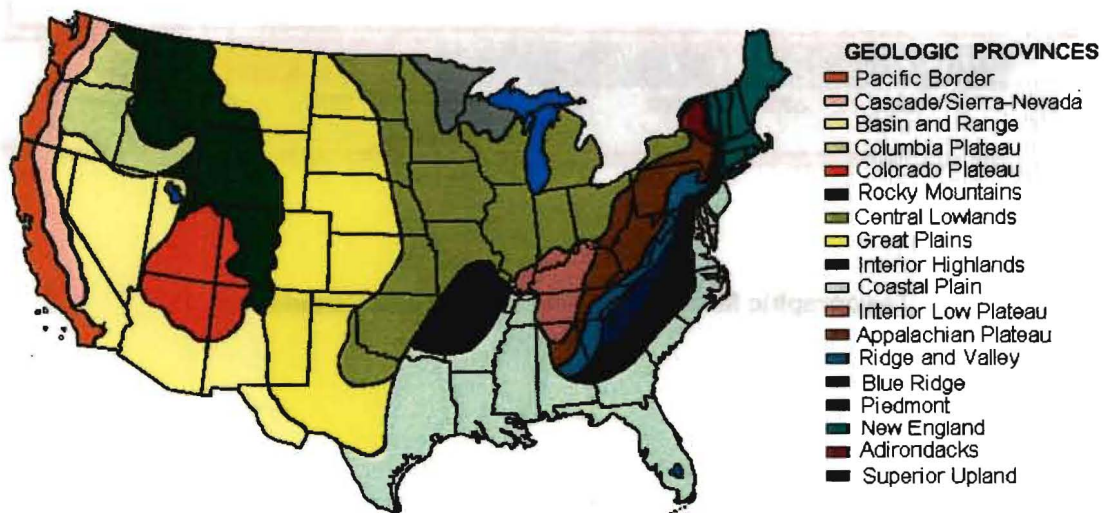 GEOLOGIC PROVINCES
Pacific Border
Cascade/Sierra-Nevada
Basin and Range
Columbia Plateau
Colorado Plateau
Rocky Mountains
Central Lowlands
Great Plains
Interior Highlands
Coastal Plain
Interior Low Plateau
Appalachian Plateau
Ridge and Valley
Blue Ridge
Piedmont
New England
Adirondacks
Superior Upland